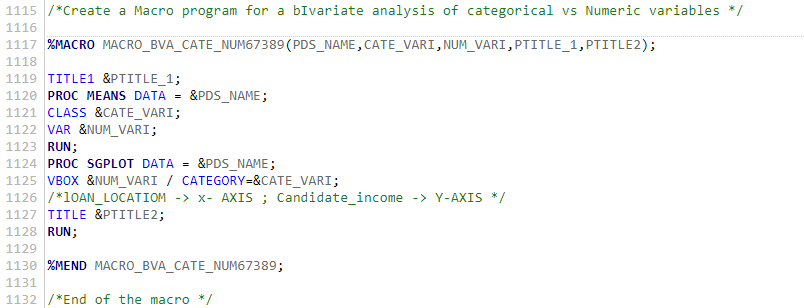 1115 /*Create a Macro program for a bIvariate analysis of categorical vs Numeric variables */
1116
1117 %MACRO MACRO_BVA_CATE_NUM67389(PDS_NAME,CATE_VARI,NUM_VARI,PTITLE_1,PTITLE2);
1118
1119 TITLE1 &PTITLE_1;
1120 PROC MEANS DATA = &PDS_NAME;
1121 CLASS &CATE_VARI;
1122 VAR &NUM_VARI;
1123 RUN;
1124 PROC SGPLOT DATA = &PDS_NAME;
1125 VBOX &NUM_VARI / CATEGORY=&CATE_VARI;
1126 /*lOAN_LOCATIOM -> x- AXIS ; Candidate_income -> Y-AXIS */
1127 TITLE &PTITLE2;
1128 RUN;
1129
1130 %MEND MACRO_BVA_CATE_NUM67389;
1131
1132 /*End of the macro */